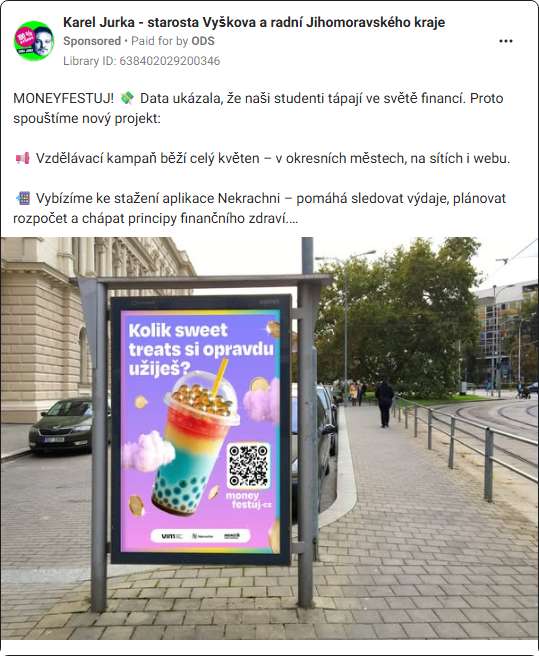 Karel Jurka - starosta Vyškova a radní Jihomoravského kraje
Sponsored • Paid for by ODS
Library ID: 638402029200346
MONEYFESTUJ! 💸 Data ukázala, že naši studenti tápají ve světě financí. Proto
spouštíme nový projekt:
📢 Vzdělávací kampaň běží celý květen – v okresních městech, na sítích i webu.
📲 Vybízíme ke stažení aplikace Nekrachni – pomáhá sledovat výdaje, plánovat
rozpočet a chápat principy finančního zdraví....
Kolik sweet
treats si opravdu
užiješ?
money
festuj.cz